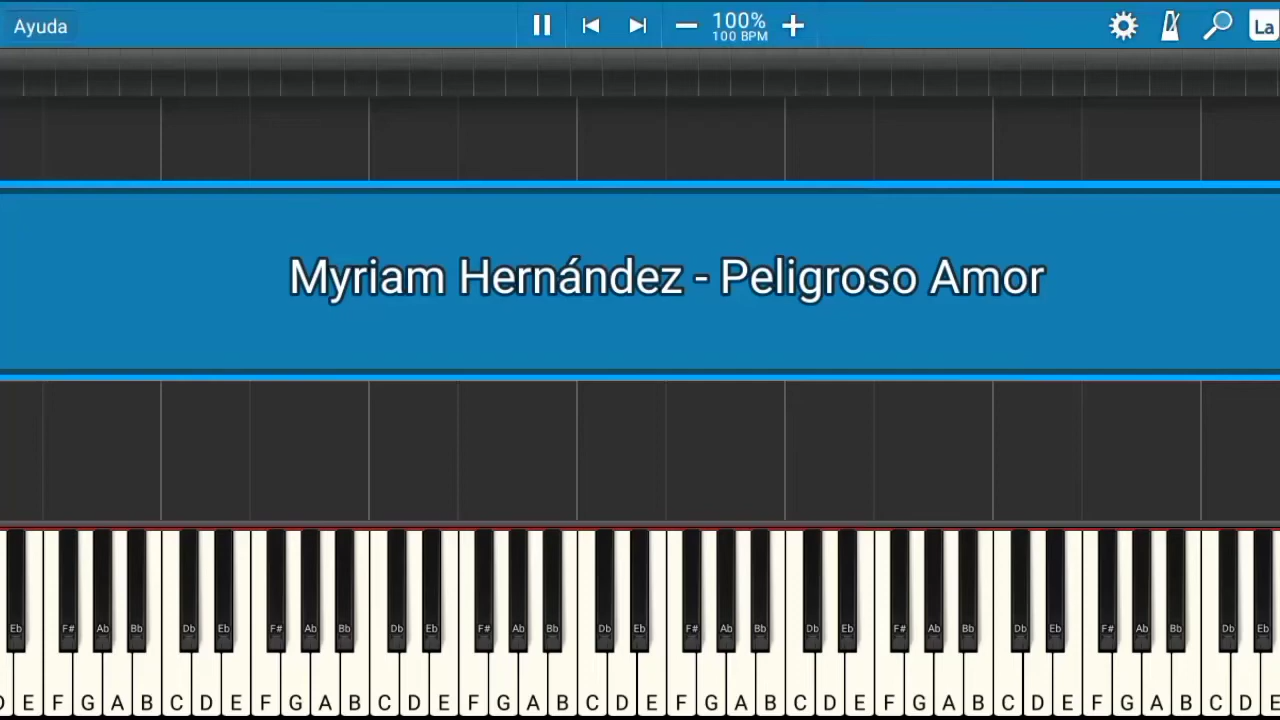 Ayuda
100%
100 BPM
La
Myriam Hernández - Peligroso Amor
Eb F# Ab Bb Db Eb F# Ab Bb Db Eb F# Ab Bb Db Eb F# Ab Bb Db Eb F# Ab Bb Db Eb F# Ab Bb Db Eb
D E F G A B C D E F G A B C D E F G A B C D E F G A B C D E F G A B C D E F G A B C D E